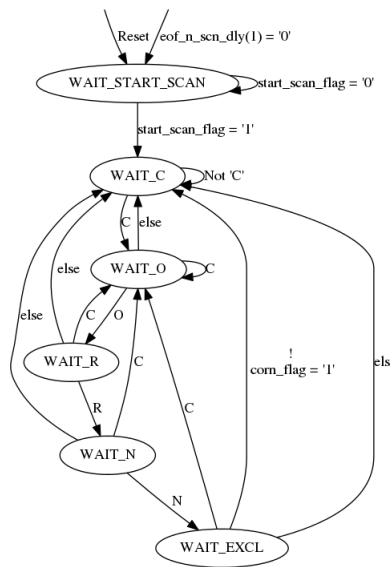 Reset
eof_n_scn_dly(1) = '0'
WAIT_START_SCAN
start_scan_flag = '0'
start_scan_flag = '1'
WAIT_C
Not 'C'
C
else
WAIT_O
C
else
else
C
O
WAIT_R
!
corn_flag = '1'
els
R
C
C
WAIT_N
N
WAIT_EXCL